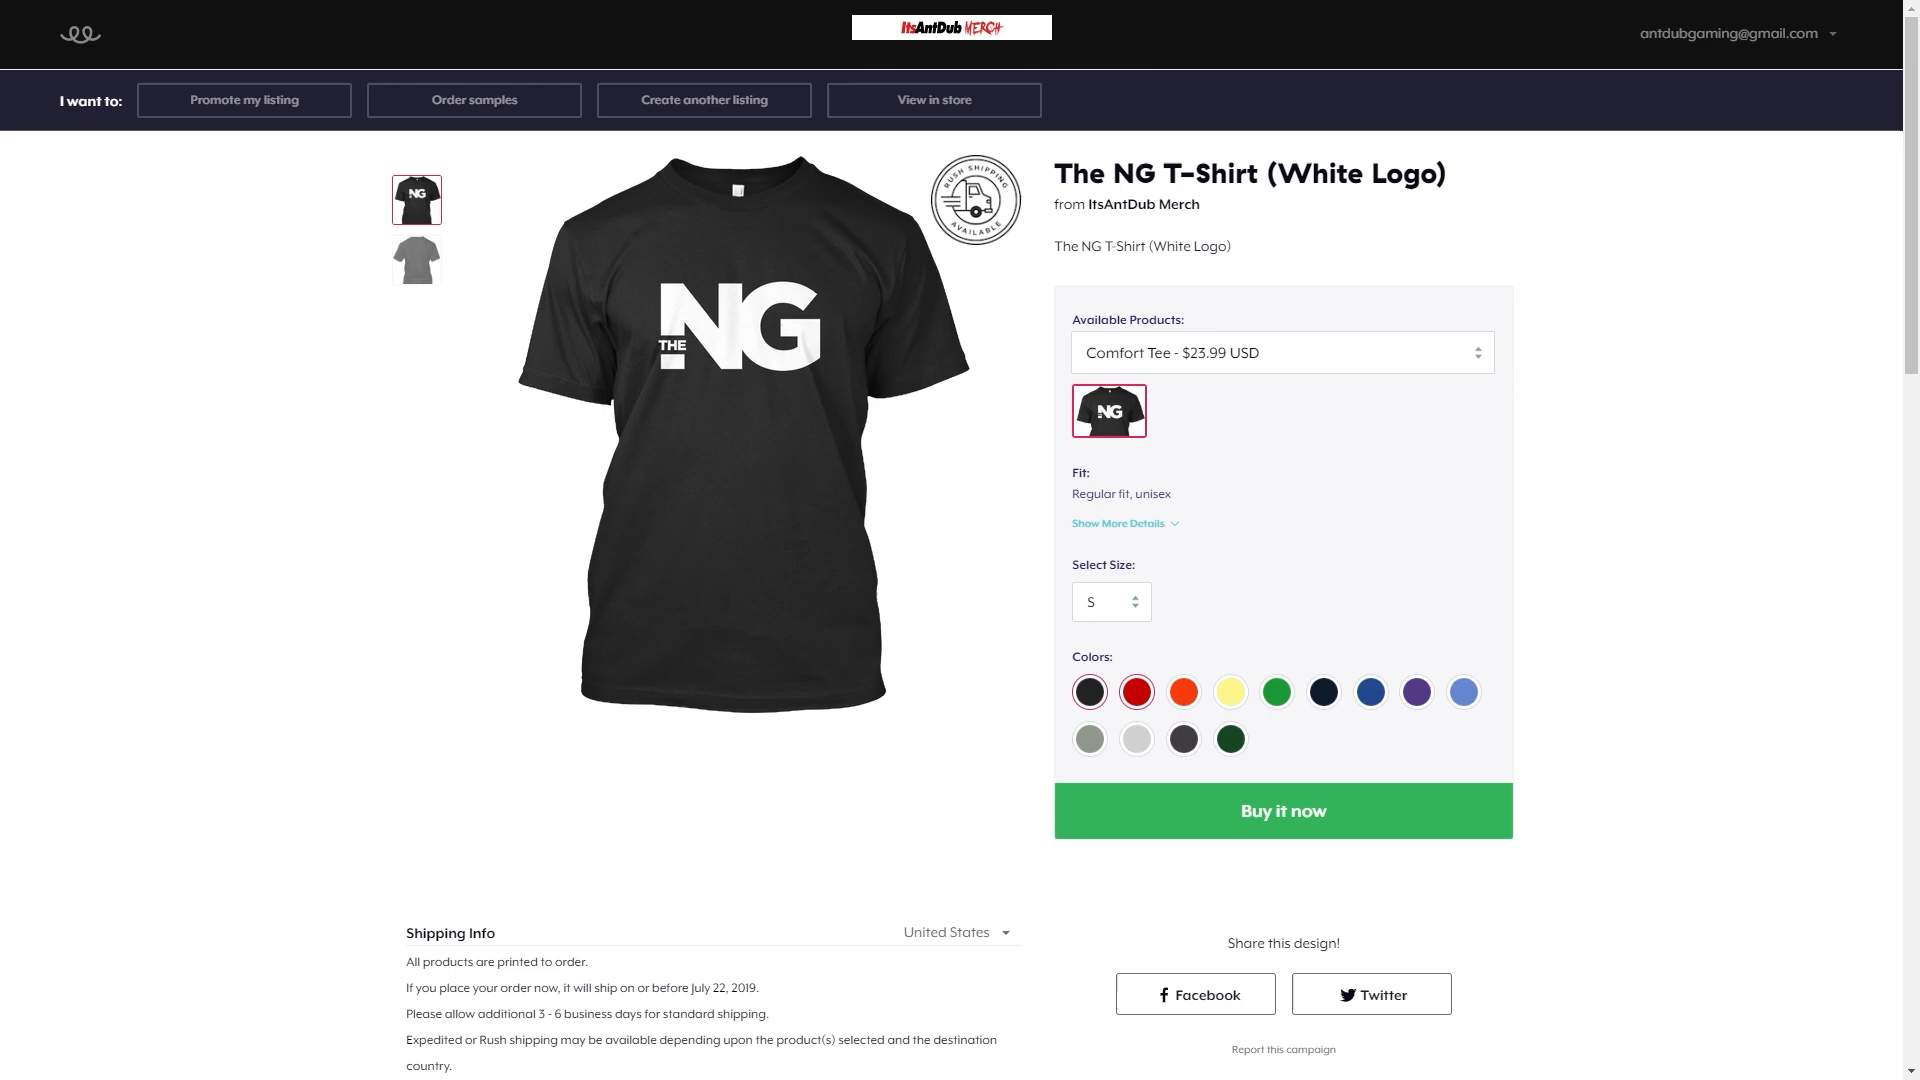 ItsAntDub MERCH
antdubgaming@gmail.com
I want to:
Promote my listing
Order samples
Create another listing
View in store
NG
THE
RUSH SHIPPING
AVAILABLE
The NG T-Shirt (White Logo)
from ItsAntDub Merch
The NG T-Shirt (White Logo)
Available Products:
Comfort Tee - $23.99 USD
NG
Fit:
Regular fit, unisex
Show More Details
Select Size:
S
Colors:
Buy it now
Shipping Info
United States
All products are printed to order.
If you place your order now, it will ship on or before July 22, 2019.
Please allow additional 3 - 6 business days for standard shipping.
Expedited or Rush shipping may be available depending upon the product(s) selected and the destination
country.
Share this design!
Facebook
Twitter
Report this campaign